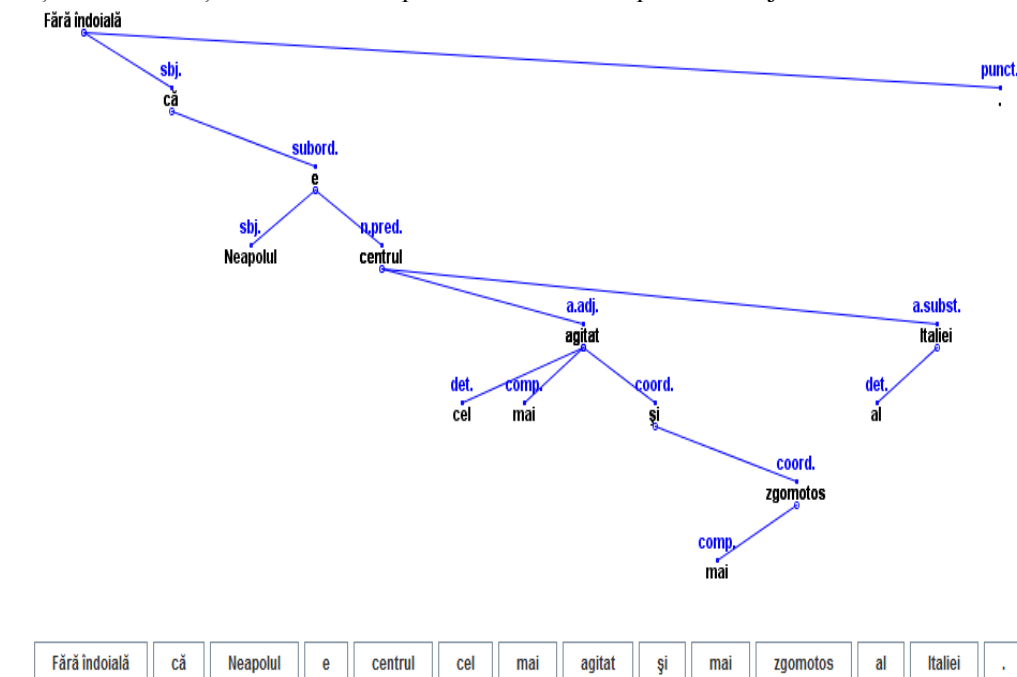 Fără îndoială
sbj. punct.
că .
subord.
e
sbj. n.pred.
Neapolul centrul
a.adj. a.subst.
agitat Italiei
det. comp. coord. det.
cel mai şi al
coord.
zgomotos
comp.
mai
Fără îndoială că Neapolul e centrul cel mai agitat şi mai zgomotos al Italiei .